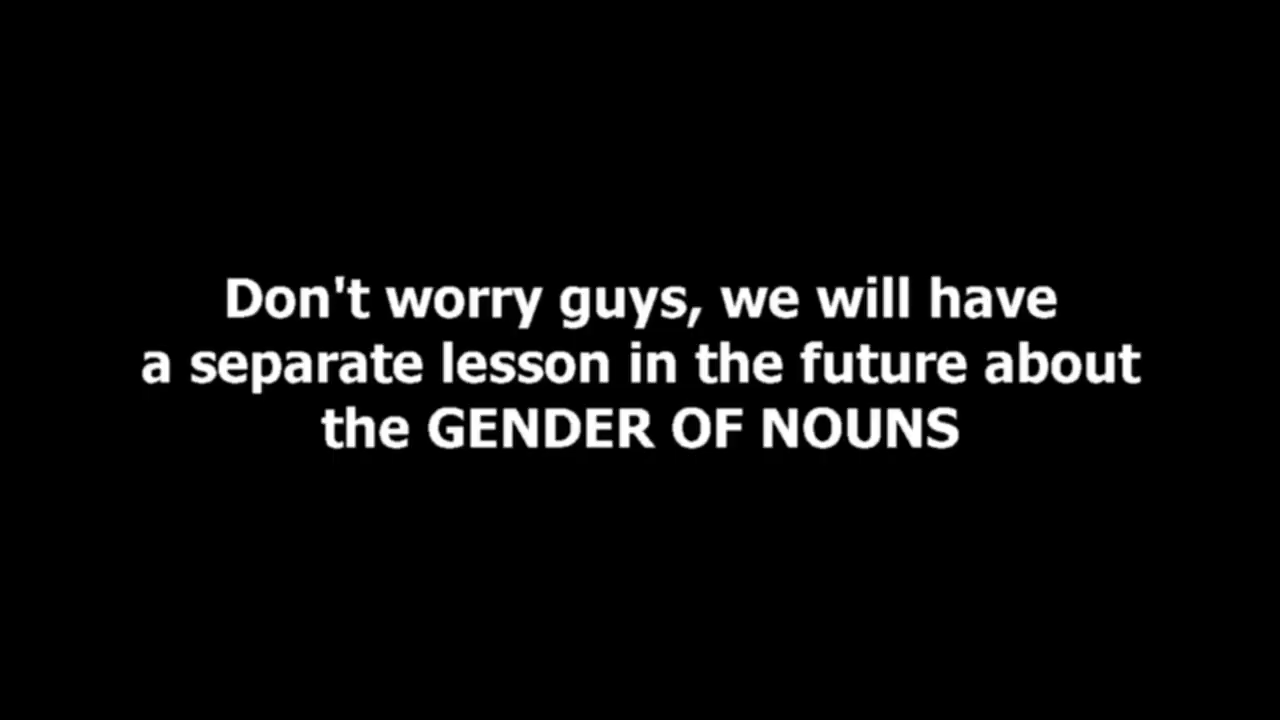 Don't worry guys, we will have
a separate lesson in the future about
the GENDER OF NOUNS